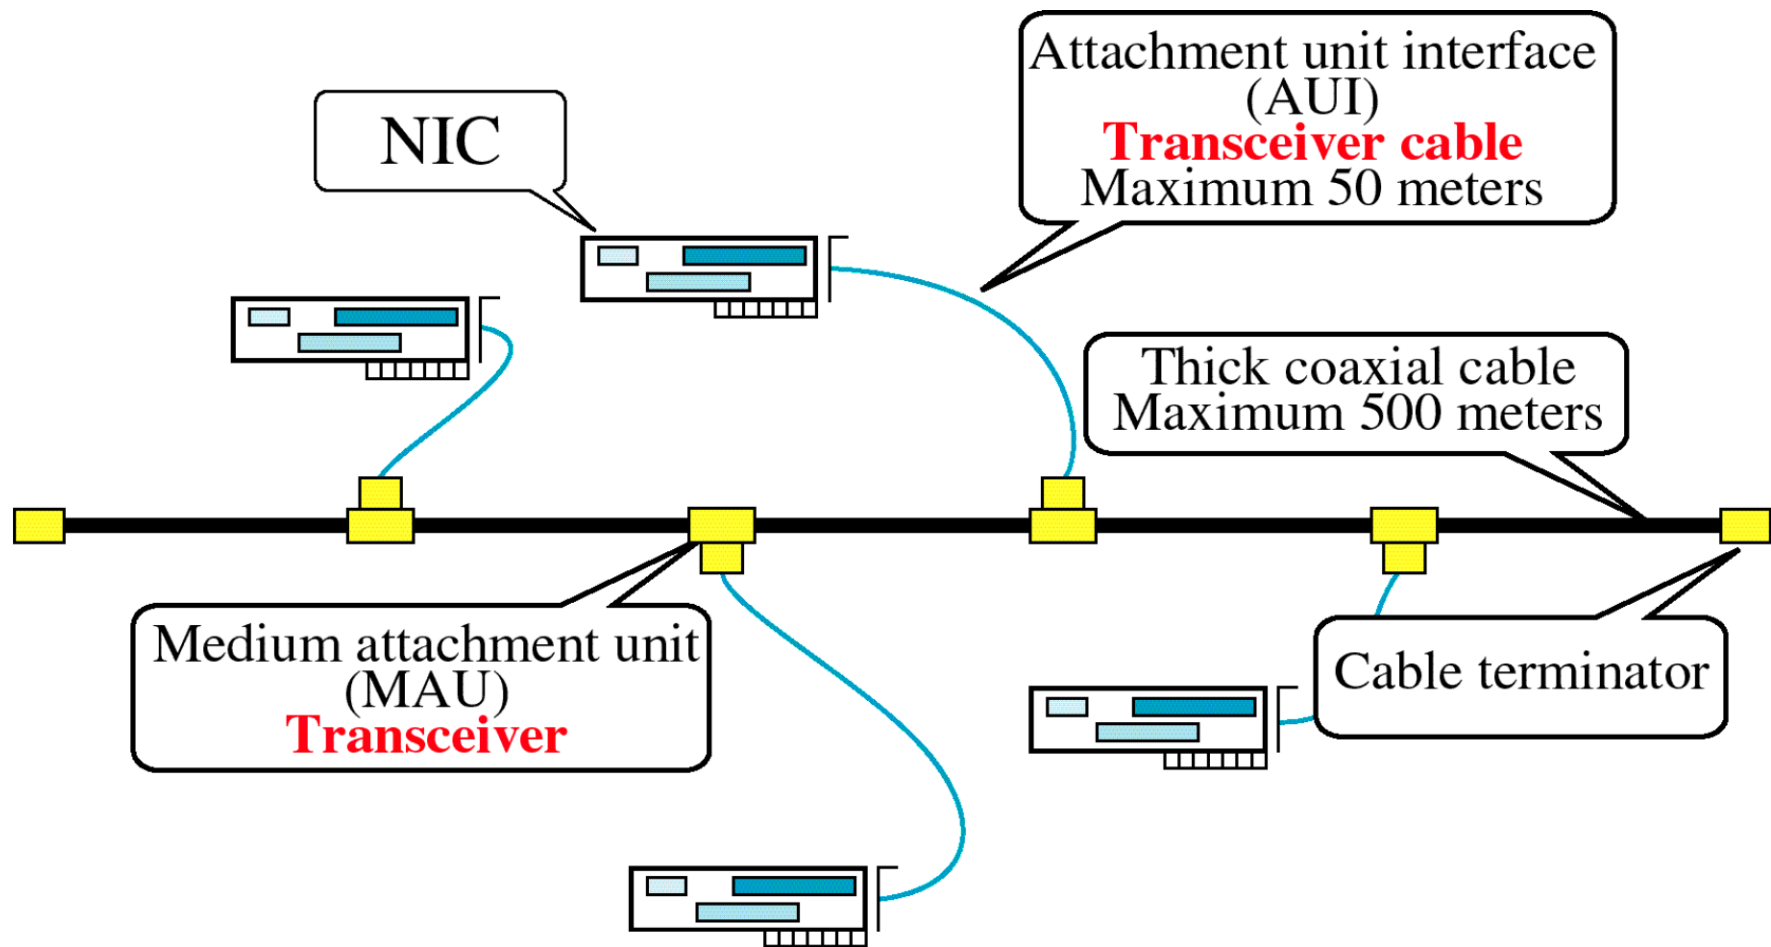 NIC
Attachment unit interface
(AUI)
Transceiver cable
Maximum 50 meters
Thick coaxial cable
Maximum 500 meters
Medium attachment unit
(MAU)
Transceiver
Cable terminator